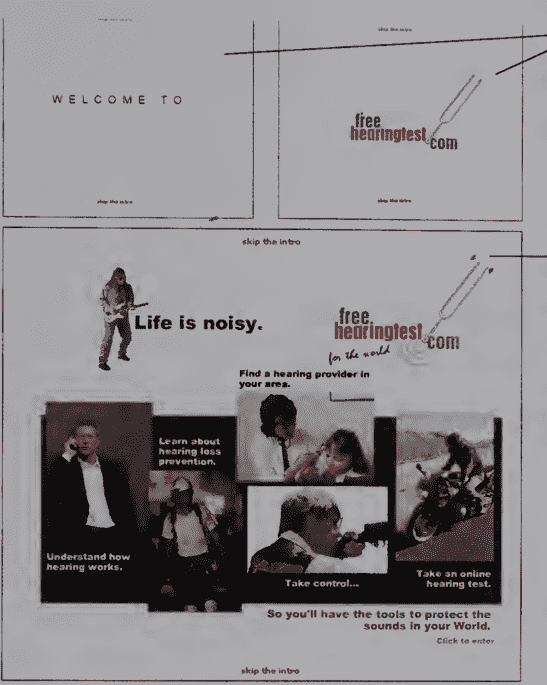 skip the intro
WELCOME TO
free
hearingtest.com
skip the intro
skip the intro
skip the intro
Life is noisy.
free
hearingtest.com
for the world
Find a hearing provider in
your area.
Learn about
hearing loss
prevention.
Understand how
hearing works.
Take control...
Take an online
hearing test.
So you'll have the tools to protect the
sounds in your World.
Click to enter
skip the intro